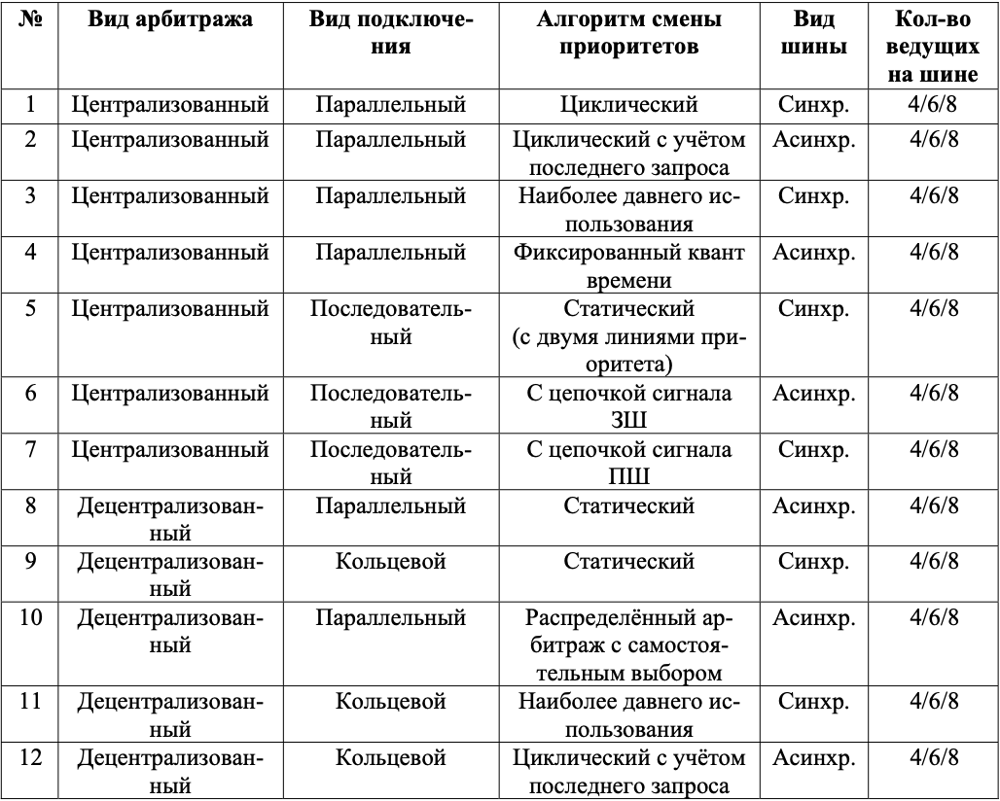 № Вид арбитража Вид подключе- Алгоритм смены Вид Кол-во
ния приоритетов шины ведущих
на шине
1 Централизованный Параллельный Циклический Синхр. 4/6/8
2 Централизованный Параллельный Циклический с учётом Асинхр. 4/6/8
последнего запроса
3 Централизованный Параллельный Наиболее давнего ис- Синхр. 4/6/8
пользования
4 Централизованный Параллельный Фиксированный квант Асинхр. 4/6/8
времени
5 Централизованный Последователь- Статический Синхр. 4/6/8
ный (с двумя линиями при-
оритета)
6 Централизованный Последователь- С цепочкой сигнала Асинхр. 4/6/8
ный ЗШ
7 Централизованный Последователь- С цепочкой сигнала Синхр. 4/6/8
ный ПШ
8 Децентрализован- Параллельный Статический Асинхр. 4/6/8
ный
9 Децентрализован- Кольцевой Статический Синхр. 4/6/8
ный
10 Децентрализован- Параллельный Распределённый ар- Асинхр. 4/6/8
ный битраж с самостоя-
тельным выбором
11 Децентрализован- Кольцевой Наиболее давнего ис- Синхр. 4/6/8
ный пользования
12 Децентрализован- Кольцевой Циклический с учётом Асинхр. 4/6/8
ный последнего запроса